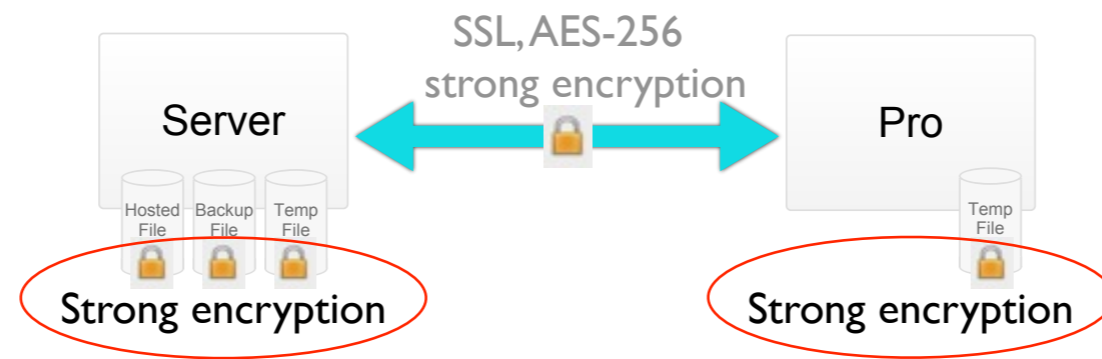 SSL, AES-256
strong encryption
Server
Pro
Hosted
File
Backup
File
Temp
File
Temp
File
Strong encryption
Strong encryption